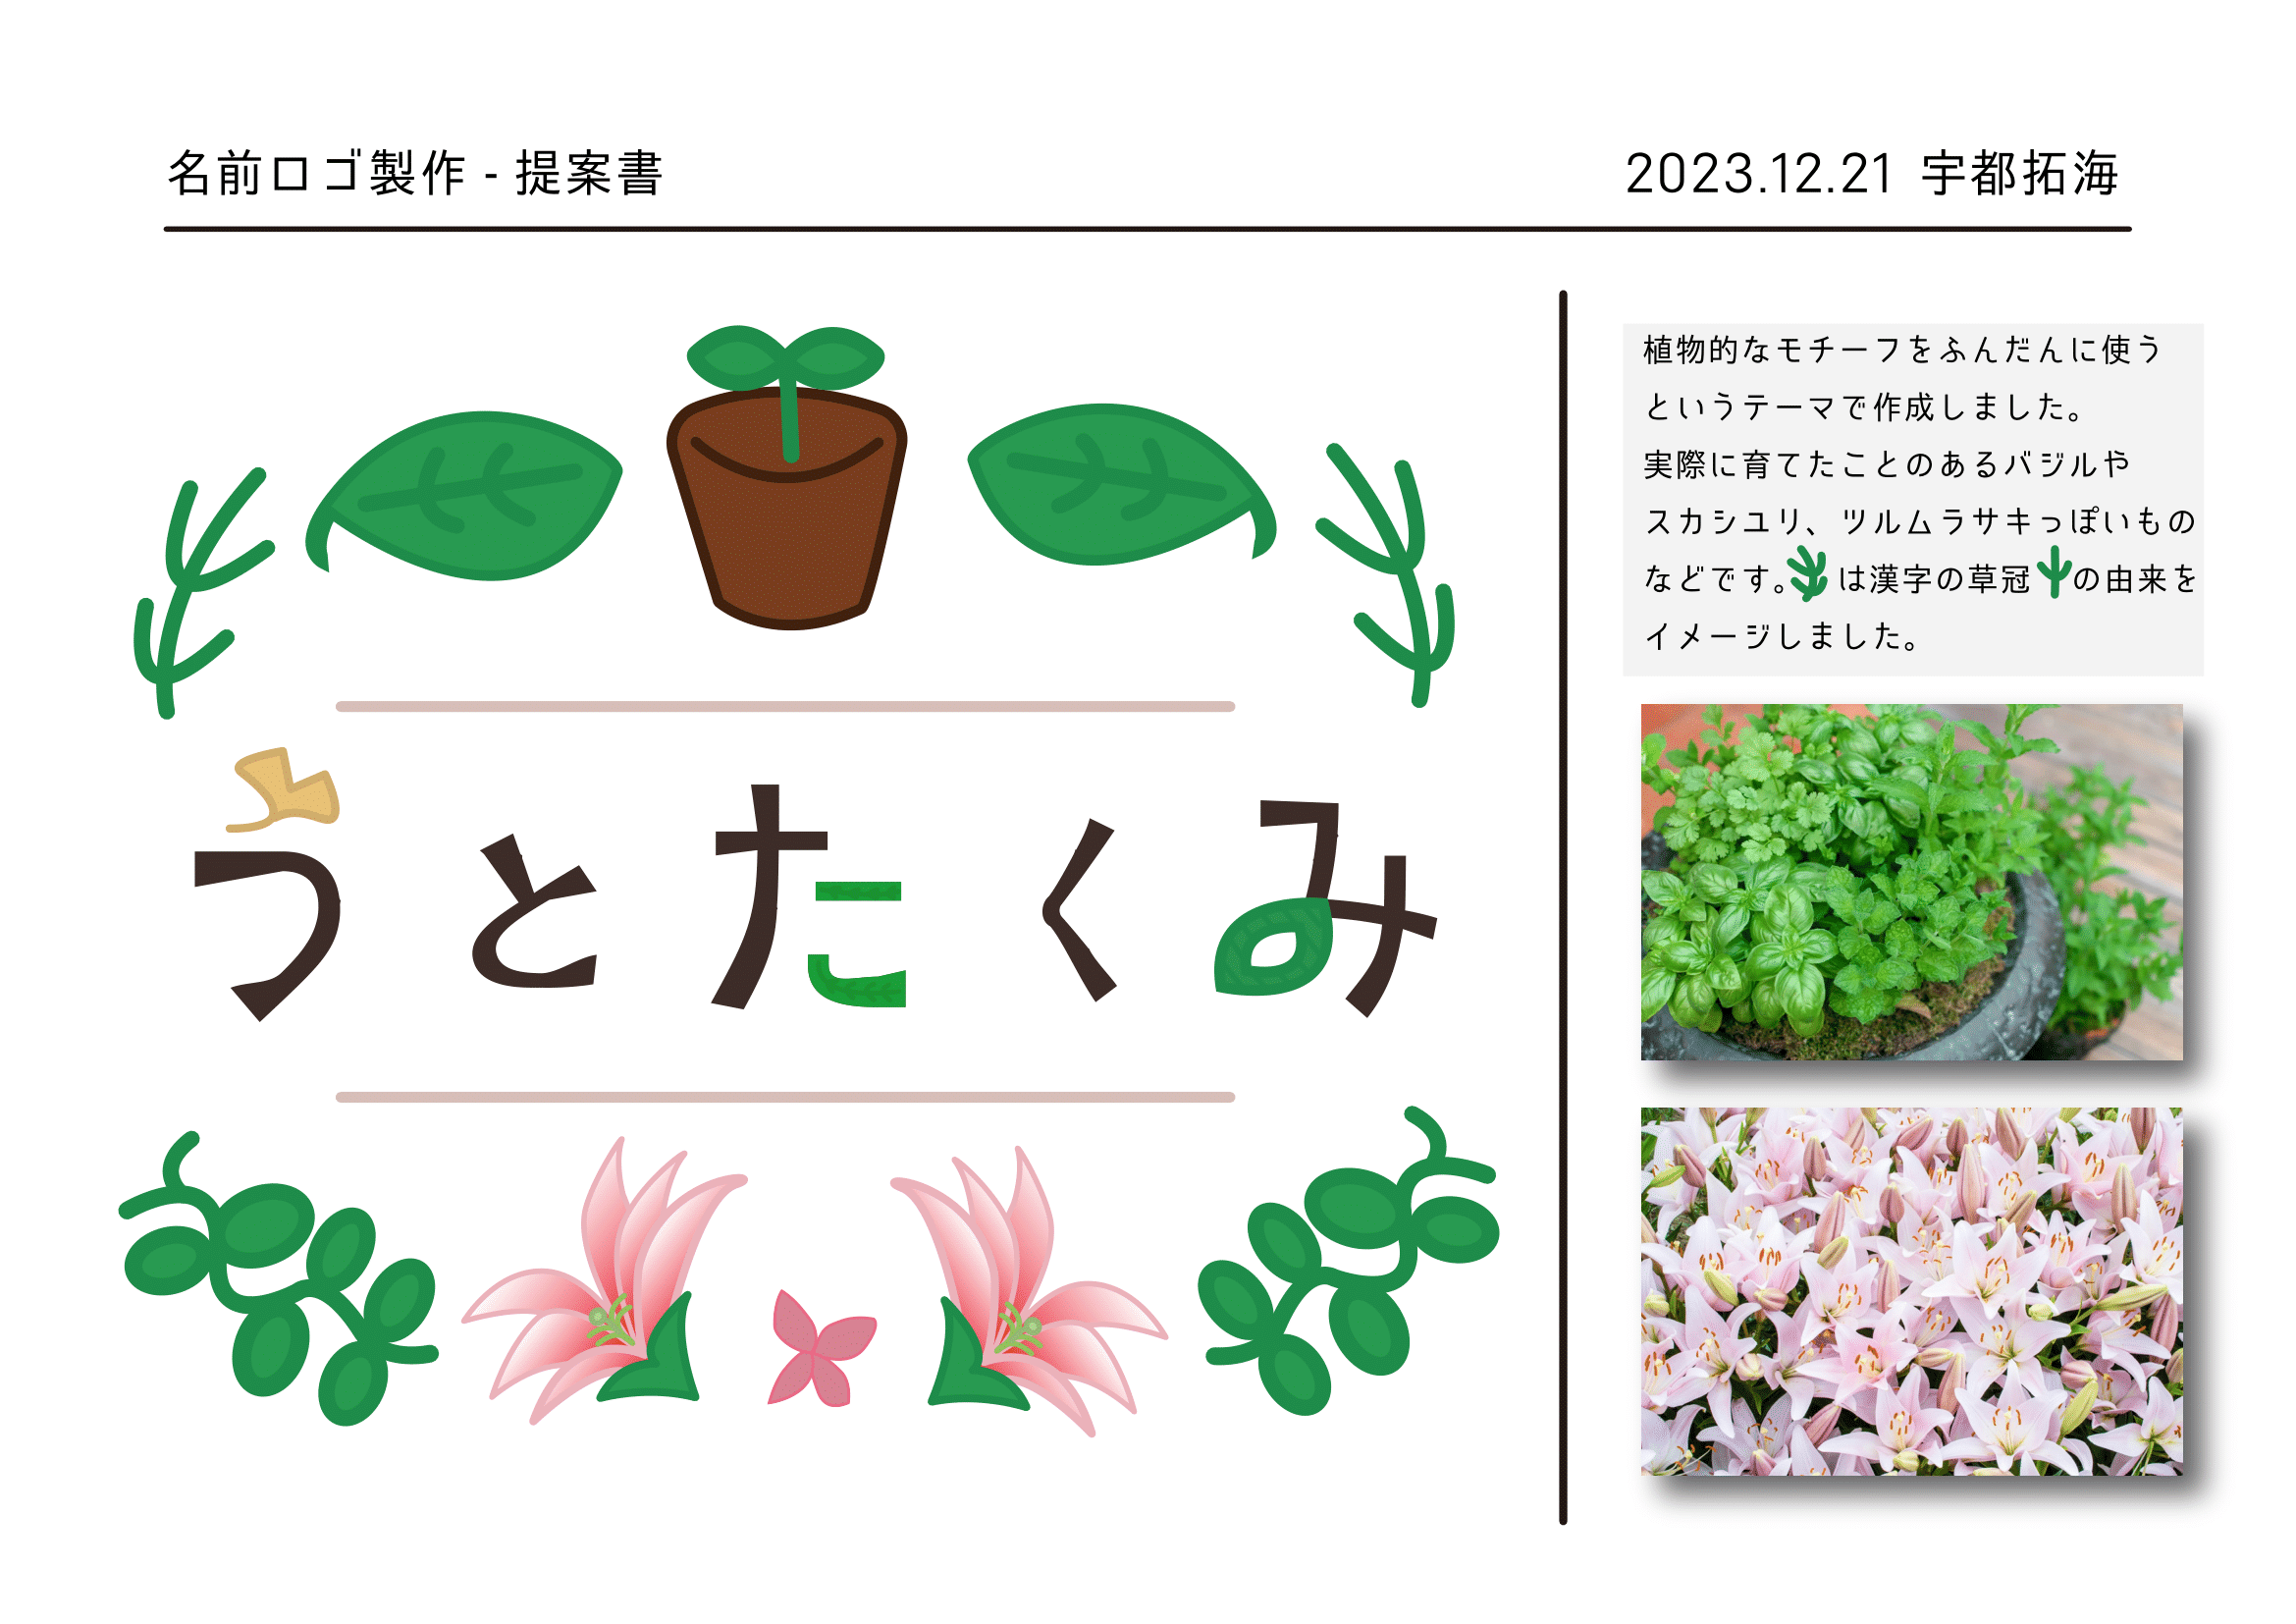 名前ロゴ製作 - 提案書
2023.12.21 宇都拓海
うとたくみ
植物的なモチーフをふんだんに使う
というテーマで作成しました。
実際に育てたことのあるバジルや
スカシユリ、ツルムラサキっぽいもの
などです。は漢字の草冠の由来を
イメージしました。